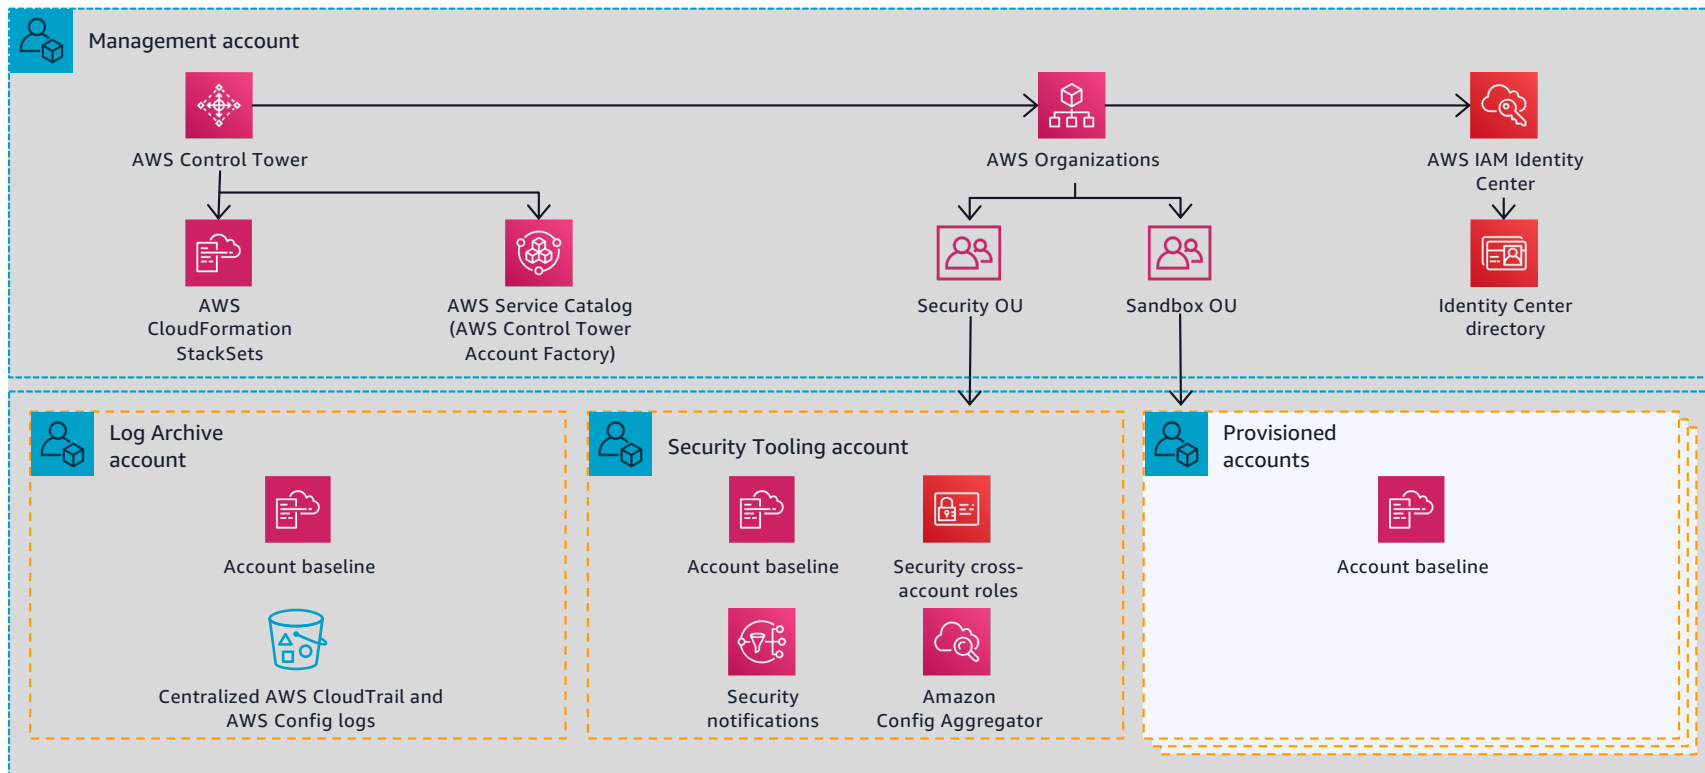 Management account
AWS Control Tower
AWS Organizations
AWS IAM Identity
Center
AWS
CloudFormation
StackSets
AWS Service Catalog
(AWS Control Tower
Account Factory)
Security OU
Sandbox OU
Identity Center
directory
Log Archive
account
Account baseline
Centralized AWS CloudTrail and
AWS Config logs
Security Tooling account
Account baseline
Security cross-
account roles
Security
notifications
Amazon
Config Aggregator
Provisioned
accounts
Account baseline